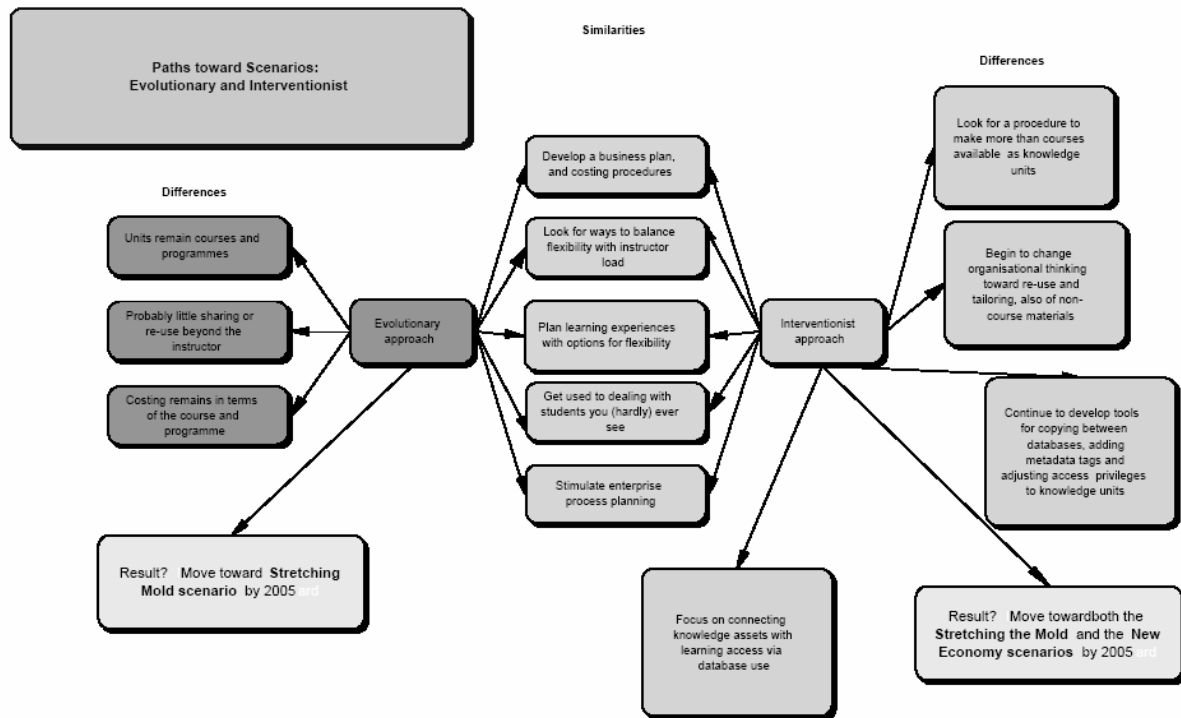 Paths toward Scenarios:
Evolutionary and Interventionist
Similarities
Differences
Differences
Units remain courses and
programmes
Probably little sharing or
re-use beyond the
instructor
Costing remains in terms
of the course and
programme
Evolutionary
approach
Result? Move toward Stretching
Mold scenario by 2005 ard
Develop a business plan,
and costing procedures
Look for ways to balance
flexibility with instructor
load
Plan learning experiences
with options for flexibility
Get used to dealing with
students you (hardly) ever
see
Stimulate enterprise
process planning
Interventionist
approach
Look for a procedure to
make more than courses
available as knowledge
units
Begin to change
organisational thinking
toward re-use and
tailoring, also of non-
course materials
Continue to develop tools
for copying between
databases, adding
metadata tags and
adjusting access privileges
to knowledge units
Focus on connecting
knowledge assets with
learning access via
database use
Result? Move towardboth the
Stretching the Mold and the New
Economy scenarios by 2005 ard